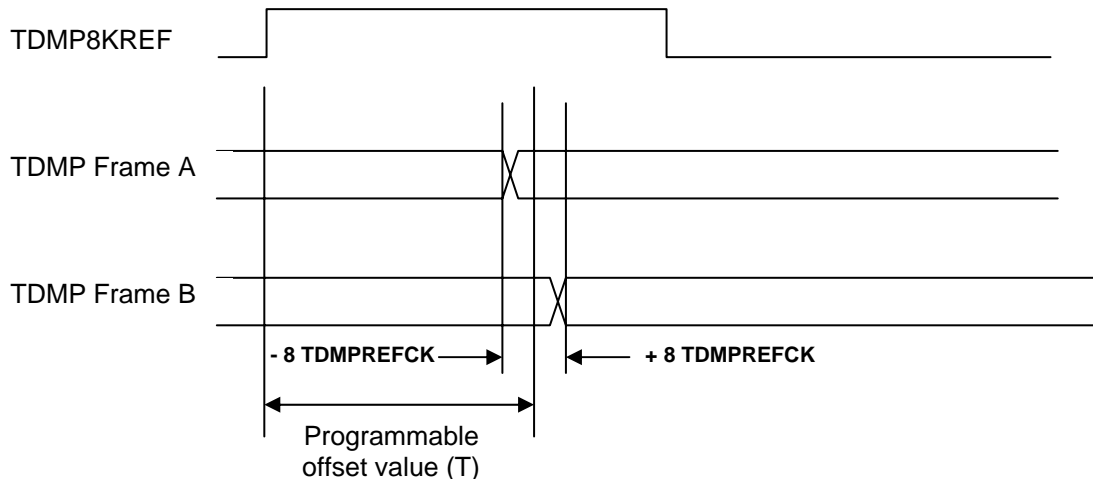 TDMP8KREF
TDMP Frame A
TDMP Frame B
- 8 TDMPREFCK
+ 8 TDMPREFCK
Programmable
offset value (T)